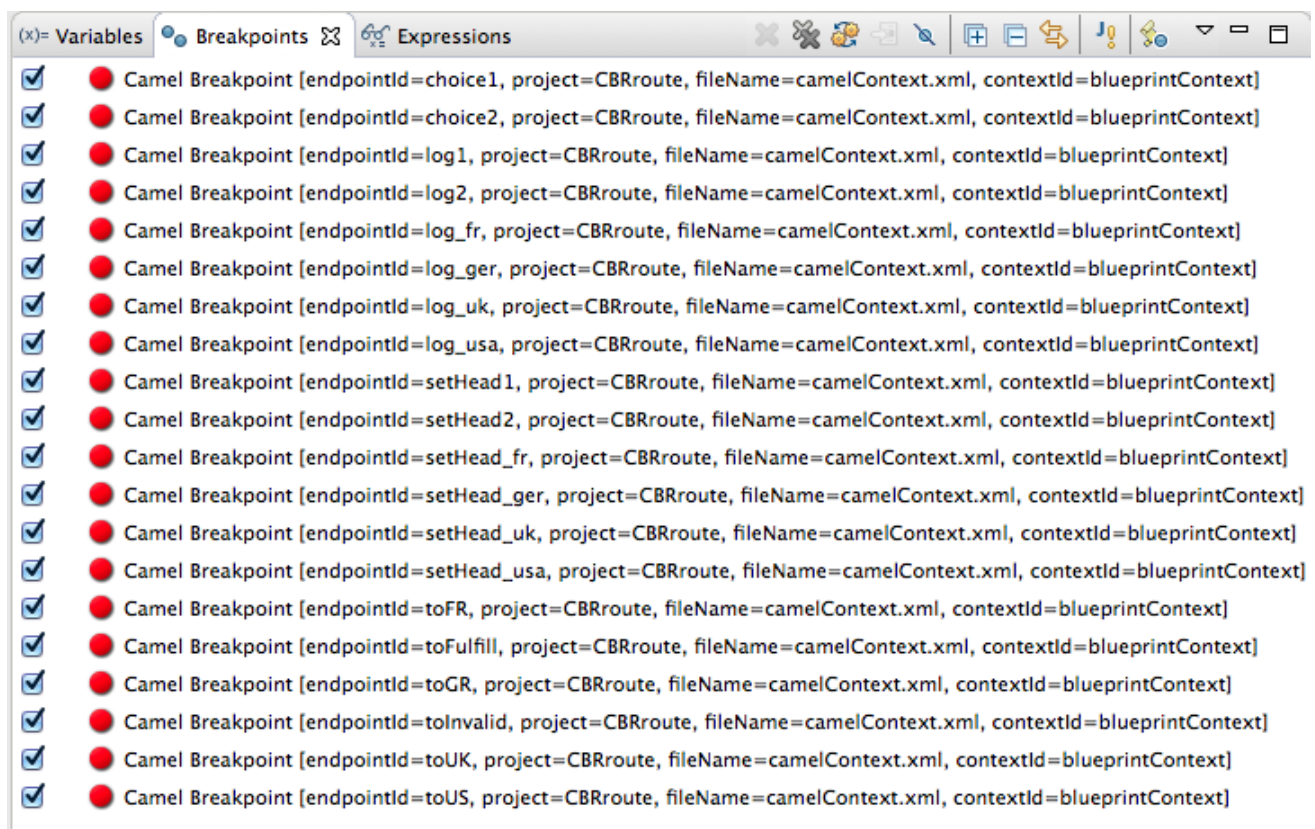 (x)= Variables Breakpoints Expressions
Camel Breakpoint [endpointId=choice1, project=CBRroute, fileName=camelContext.xml, contextId=blueprintContext]
Camel Breakpoint [endpointId=choice2, project=CBRroute, fileName=camelContext.xml, contextId=blueprintContext]
Camel Breakpoint [endpointId=log1, project=CBRroute, fileName=camelContext.xml, contextId=blueprintContext]
Camel Breakpoint [endpointId=log2, project=CBRroute, fileName=camelContext.xml, contextId=blueprintContext]
Camel Breakpoint [endpointId=log_fr, project=CBRroute, fileName=camelContext.xml, contextId=blueprintContext]
Camel Breakpoint [endpointId=log_ger, project=CBRroute, fileName=camelContext.xml, contextId=blueprintContext]
Camel Breakpoint [endpointId=log_uk, project=CBRroute, fileName=camelContext.xml, contextId=blueprintContext]
Camel Breakpoint [endpointId=log_usa, project=CBRroute, fileName=camelContext.xml, contextId=blueprintContext]
Camel Breakpoint [endpointId=setHead1, project=CBRroute, fileName=camelContext.xml, contextId=blueprintContext]
Camel Breakpoint [endpointId=setHead2, project=CBRroute, fileName=camelContext.xml, contextId=blueprintContext]
Camel Breakpoint [endpointId=setHead_fr, project=CBRroute, fileName=camelContext.xml, contextId=blueprintContext]
Camel Breakpoint [endpointId=setHead_ger, project=CBRroute, fileName=camelContext.xml, contextId=blueprintContext]
Camel Breakpoint [endpointId=setHead_uk, project=CBRroute, fileName=camelContext.xml, contextId=blueprintContext]
Camel Breakpoint [endpointId=setHead_usa, project=CBRroute, fileName=camelContext.xml, contextId=blueprintContext]
Camel Breakpoint [endpointId=toFR, project=CBRroute, fileName=camelContext.xml, contextId=blueprintContext]
Camel Breakpoint [endpointId=toFulfill, project=CBRroute, fileName=camelContext.xml, contextId=blueprintContext]
Camel Breakpoint [endpointId=toGR, project=CBRroute, fileName=camelContext.xml, contextId=blueprintContext]
Camel Breakpoint [endpointId=toInvalid, project=CBRroute, fileName=camelContext.xml, contextId=blueprintContext]
Camel Breakpoint [endpointId=toUK, project=CBRroute, fileName=camelContext.xml, contextId=blueprintContext]
Camel Breakpoint [endpointId=toUS, project=CBRroute, fileName=camelContext.xml, contextId=blueprintContext]